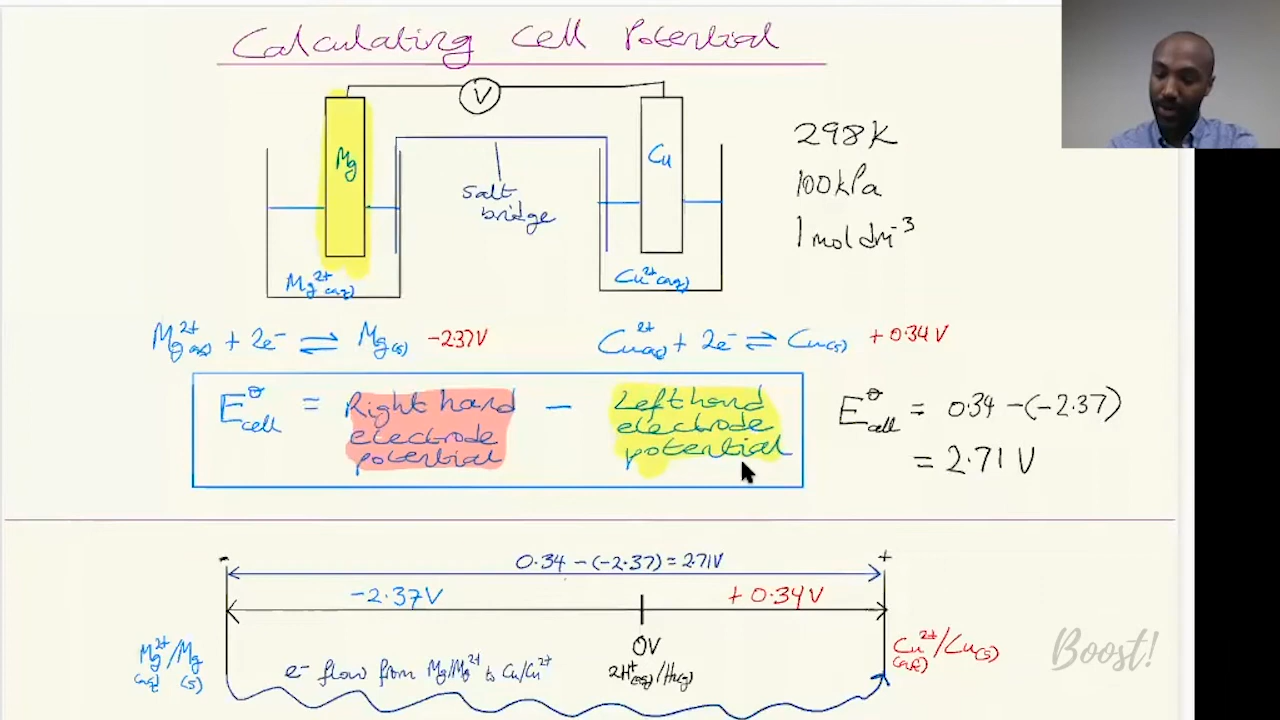 Calculating Cell Potential
V
Mg
Cu
Salt
bridge
298K
100kPa
1 mol dm⁻³
Mg²⁺(aq)
Cu²⁺(aq)
Mg²⁺(aq) + 2e⁻ ⇌ Mg(s) -2.37V
Cu²⁺(aq) + 2e⁻ ⇌ Cu(s) +0.34V
E⦵cell = Right hand electrode potential − Left hand electrode potential
E⦵cell = 0.34 - (-2.37)
= 2.71 V
- +
0.34 - (-2.37) = 2.71V
-2.37V +0.34V
0V
2H⁺(aq)/H₂(g)
Mg²⁺(aq)/Mg(s)
Cu²⁺(aq)/Cu(s)
e⁻ flow from Mg/Mg²⁺ to Cu/Cu²⁺
Boost!